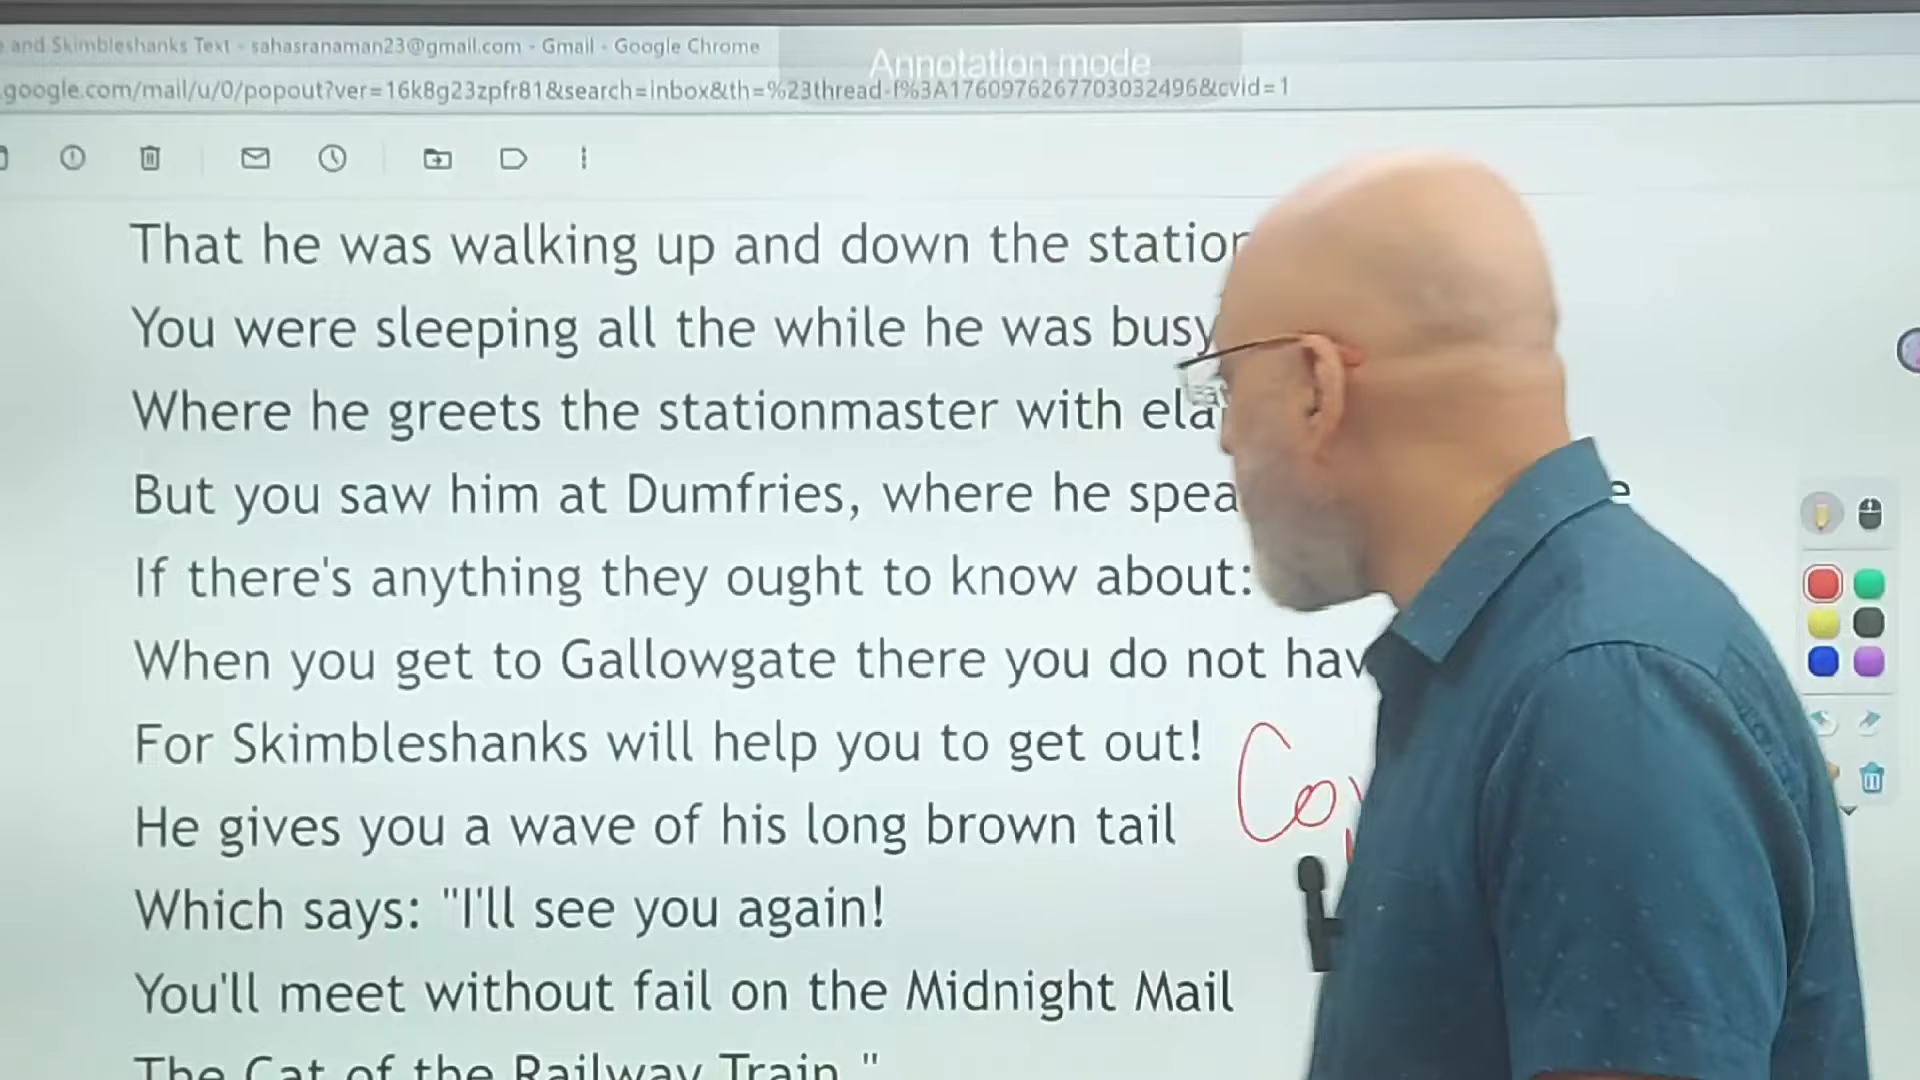 and Skimbleshanks Text - sahasranaman23@gmail.com - Gmail - Google Chrome
Annotation mode
.google.com/mail/u/0/popout?ver=16k8g23zpfr81&search=inbox&th=%23thread-f%3A1760976267703032496&cvid=1
That he was walking up and down the station
You were sleeping all the while he was busy
Where he greets the stationmaster with ela
But you saw him at Dumfries, where he spea e
If there's anything they ought to know about:
When you get to Gallowgate there you do not hav
For Skimbleshanks will help you to get out!
Co
He gives you a wave of his long brown tail
Which says: "I'll see you again!
You'll meet without fail on the Midnight Mail
The Cat of the Railway Train."